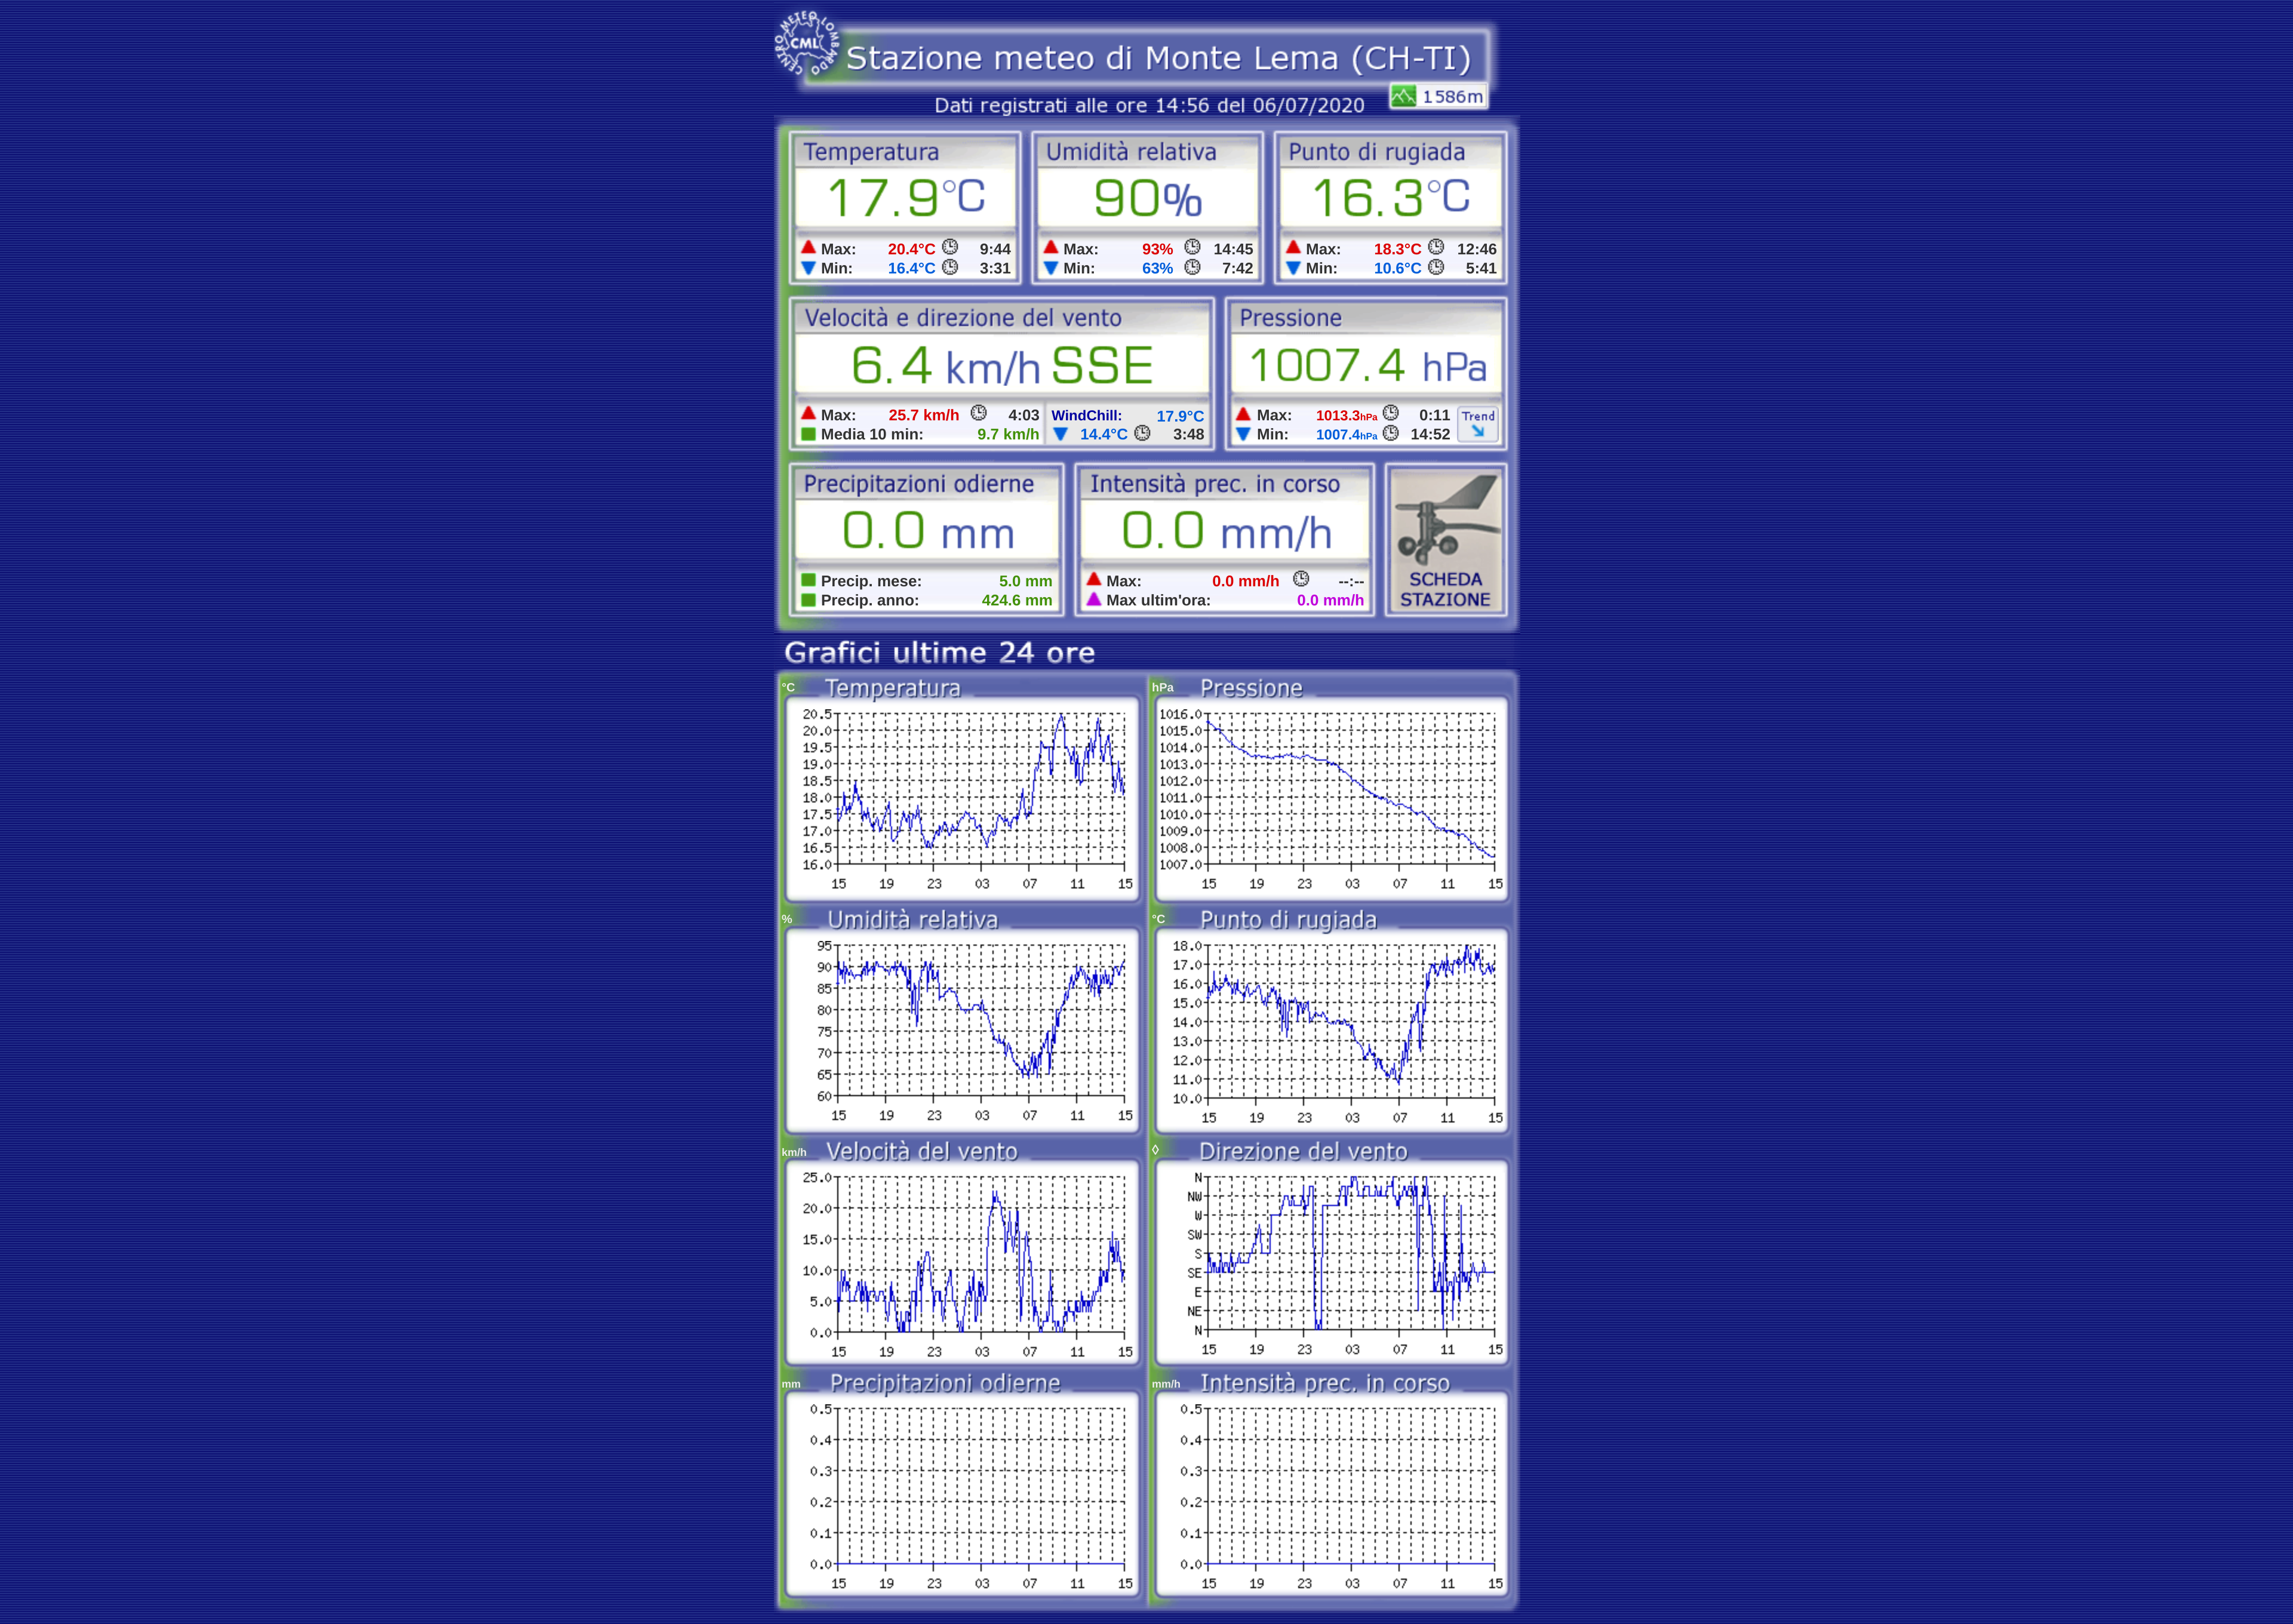 CENTRO METEO LOMBARDO
CML
Stazione meteo di Monte Lema (CH-TI)
1586m
Dati registrati alle ore 14:56 del 06/07/2020
Temperatura
17.9°C
Max: 20.4°C 9:44
Min: 16.4°C 3:31
Umidità relativa
90%
Max: 93% 14:45
Min: 63% 7:42
Punto di rugiada
16.3°C
Max: 18.3°C 12:46
Min: 10.6°C 5:41
Velocità e direzione del vento
6.4 km/h SSE
Max: 25.7 km/h 4:03
Media 10 min: 9.7 km/h
WindChill: 17.9°C
14.4°C 3:48
Pressione
1007.4 hPa
Max: 1013.3hPa 0:11
Min: 1007.4hPa 14:52
Trend
Precipitazioni odierne
0.0 mm
Precip. mese: 5.0 mm
Precip. anno: 424.6 mm
Intensità prec. in corso
0.0 mm/h
Max: 0.0 mm/h --:--
Max ultim'ora: 0.0 mm/h
SCHEDA
STAZIONE
Grafici ultime 24 ore
°C Temperatura
20.5
20.0
19.5
19.0
18.5
18.0
17.5
17.0
16.5
16.0
15 19 23 03 07 11 15
hPa Pressione
1016.0
1015.0
1014.0
1013.0
1012.0
1011.0
1010.0
1009.0
1008.0
1007.0
15 19 23 03 07 11 15
% Umidità relativa
95
90
85
80
75
70
65
60
15 19 23 03 07 11 15
°C Punto di rugiada
18.0
17.0
16.0
15.0
14.0
13.0
12.0
11.0
10.0
15 19 23 03 07 11 15
km/h Velocità del vento
25.0
20.0
15.0
10.0
5.0
0.0
15 19 23 03 07 11 15
◊ Direzione del vento
N
NW
W
SW
S
SE
E
NE
N
15 19 23 03 07 11 15
mm Precipitazioni odierne
0.5
0.4
0.3
0.2
0.1
0.0
15 19 23 03 07 11 15
mm/h Intensità prec. in corso
0.5
0.4
0.3
0.2
0.1
0.0
15 19 23 03 07 11 15